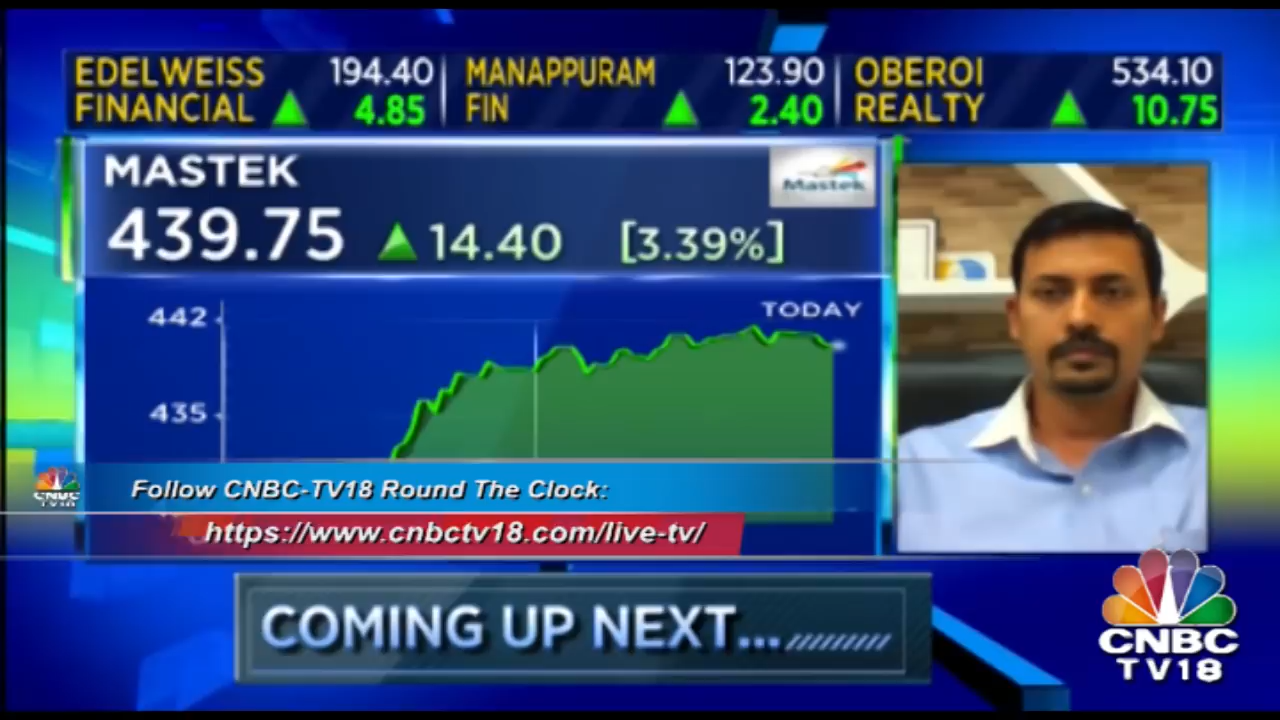 EDELWEISS 194.40 MANAPPURAM 123.90 OBEROI 534.10
FINANCIAL 4.85 FIN 2.40 REALTY 10.75
MASTEK
Mastek
439.75 14.40 [3.39%]
TODAY
442
435
CNBC
TV18
Follow CNBC-TV18 Round The Clock:
https://www.cnbctv18.com/live-tv/
COMING UP NEXT...
CNBC
TV18